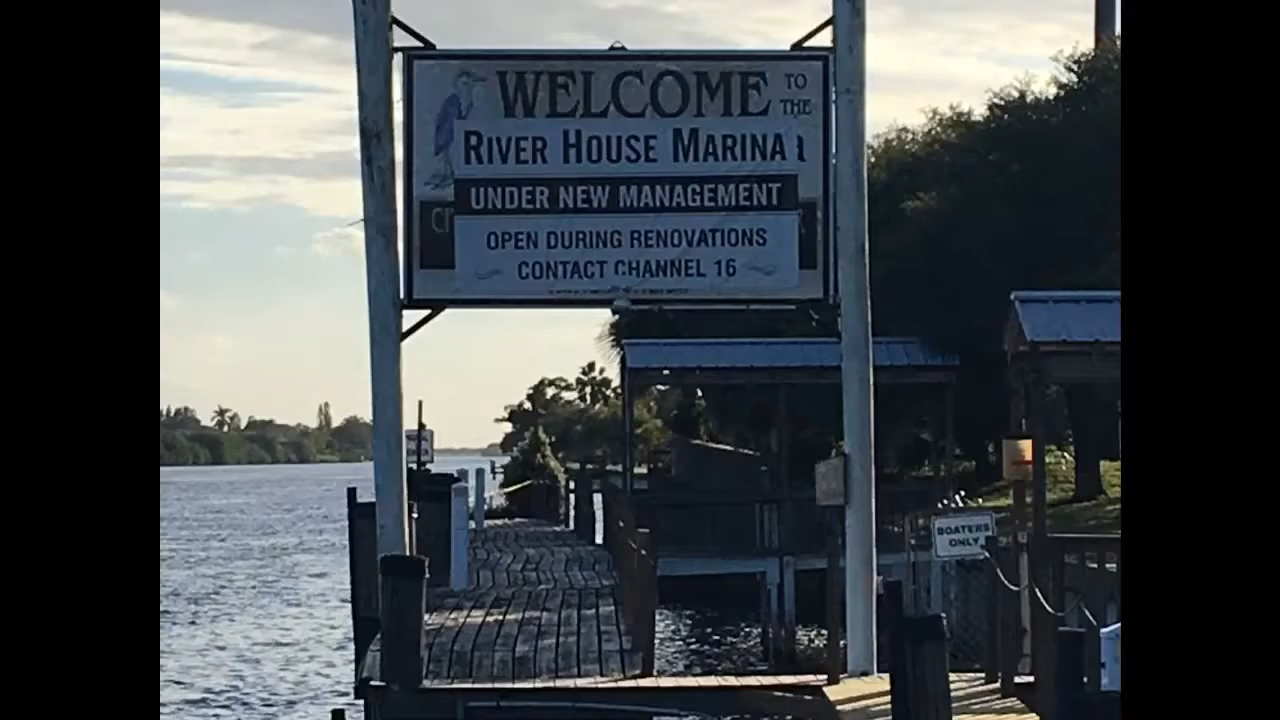 WELCOME TO THE
RIVER HOUSE MARINA
UNDER NEW MANAGEMENT
OPEN DURING RENOVATIONS
CONTACT CHANNEL 16
BOATERS
ONLY